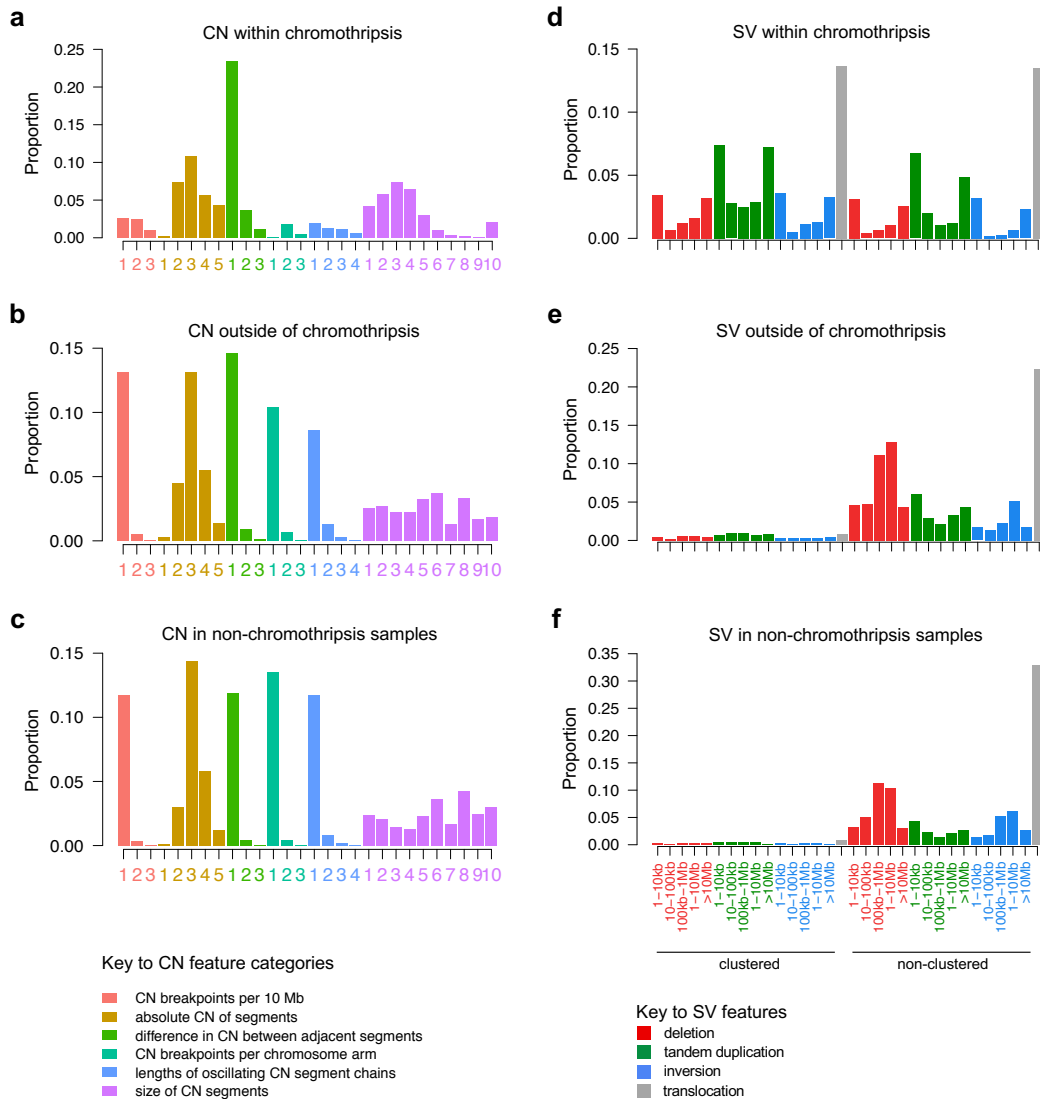 a
CN within chromothripsis
Proportion
0.25
0.20
0.15
0.10
0.05
0.00
1 2 3 1 2 3 4 5 1 2 3 1 2 3 1 2 3 4 1 2 3 4 5 6 7 8 9 10
b
CN outside of chromothripsis
Proportion
0.15
0.10
0.05
0.00
1 2 3 1 2 3 4 5 1 2 3 1 2 3 1 2 3 4 1 2 3 4 5 6 7 8 9 10
c
CN in non-chromothripsis samples
Proportion
0.15
0.10
0.05
0.00
1 2 3 1 2 3 4 5 1 2 3 1 2 3 1 2 3 4 1 2 3 4 5 6 7 8 9 10
Key to CN feature categories
CN breakpoints per 10 Mb
absolute CN of segments
difference in CN between adjacent segments
CN breakpoints per chromosome arm
lengths of oscillating CN segment chains
size of CN segments
d
SV within chromothripsis
Proportion
0.15
0.10
0.05
0.00
e
SV outside of chromothripsis
Proportion
0.25
0.20
0.15
0.10
0.05
0.00
f
SV in non-chromothripsis samples
Proportion
0.35
0.30
0.25
0.20
0.15
0.10
0.05
0.00
1–10kb
10–100kb
100kb–1Mb
1–10Mb
>10Mb
1–10kb
10–100kb
100kb–1Mb
1–10Mb
>10Mb
1–10kb
10–100kb
100kb–1Mb
1–10Mb
>10Mb
1–10kb
10–100kb
100kb–1Mb
1–10Mb
>10Mb
1–10kb
10–100kb
100kb–1Mb
1–10Mb
>10Mb
1–10kb
10–100kb
100kb–1Mb
1–10Mb
>10Mb
clustered
non-clustered
Key to SV features
deletion
tandem duplication
inversion
translocation